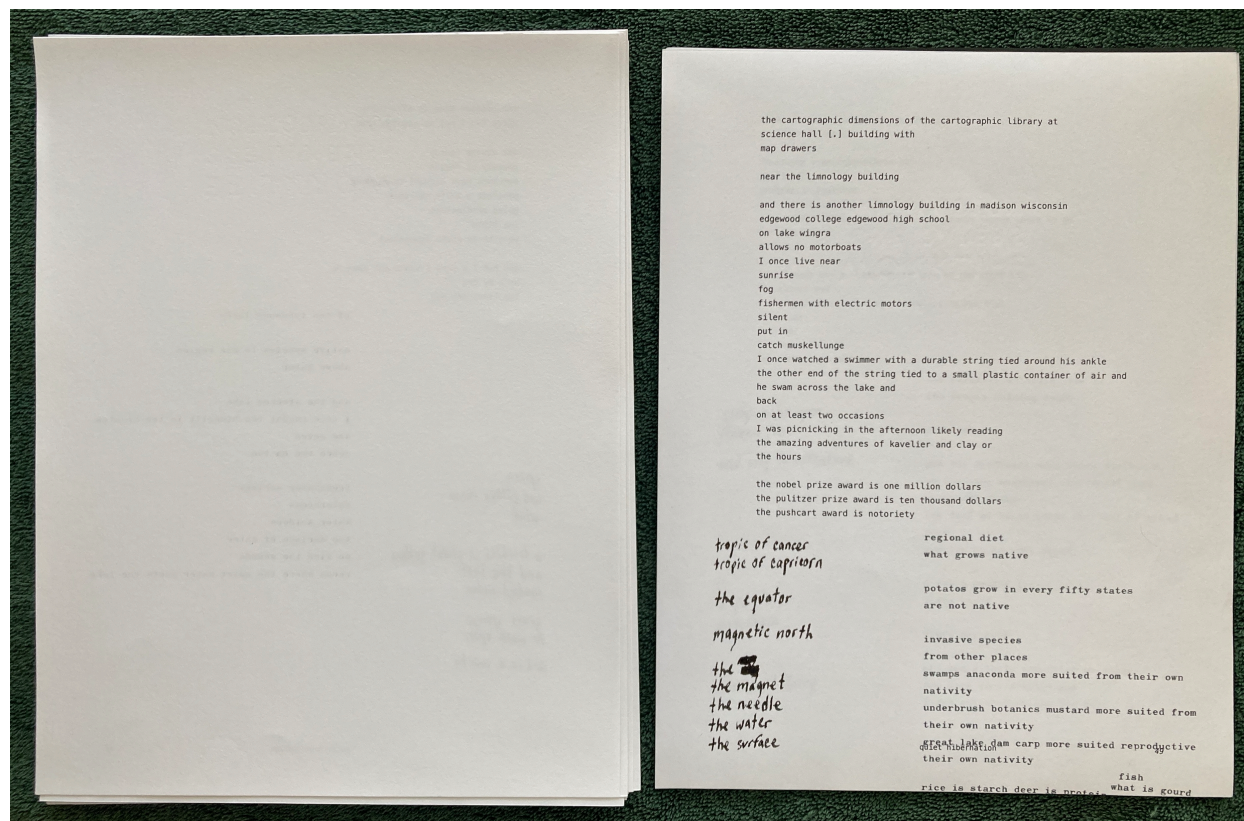 the cartographic dimensions of the cartographic library at
science hall [.] building with
map drawers
near the limnology building
and there is another limnology building in madison wisconsin
edgewood college edgewood high school
on lake wingra
allows no motorboats
I once live near
sunrise
fog
fishermen with electric motors
silent
put in
catch muskellunge
I once watched a swimmer with a durable string tied around his ankle
the other end of the string tied to a small plastic container of air and
he swam across the lake and
back
on at least two occasions
I was picnicking in the afternoon likely reading
the amazing adventures of kavelier and clay or
the hours
the nobel prize award is one million dollars
the pulitzer prize award is ten thousand dollars
the pushcart award is notoriety
tropic of cancer
tropic of capricorn
the equator
magnetic north
the
the magnet
the needle
the water
the surface
regional diet
what grows native
potatos grow in every fifty states
are not native
invasive species
from other places
swamps anaconda more suited from their own
nativity
underbrush botanics mustard more suited from
their own nativity
great lake dam carp more suited reproductive
quiet hibernation
their own nativity
fish
rice is starch deer is protein
what is gourd